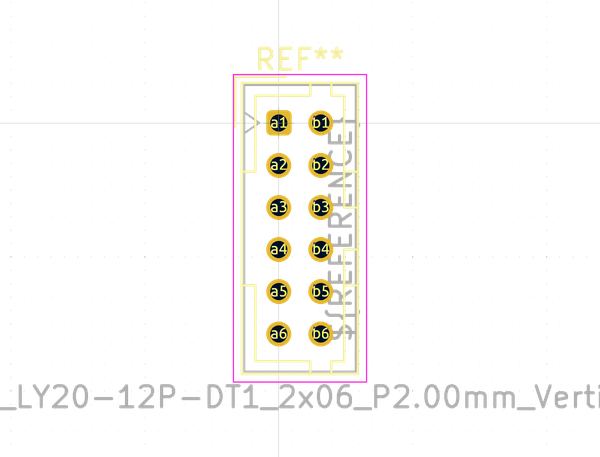 REF**
a1 b1
a2 b2
a3 b3
a4 b4
a5 b5
a6 b6
${REFERENCE}
_LY20-12P-DT1_2x06_P2.00mm_Verti